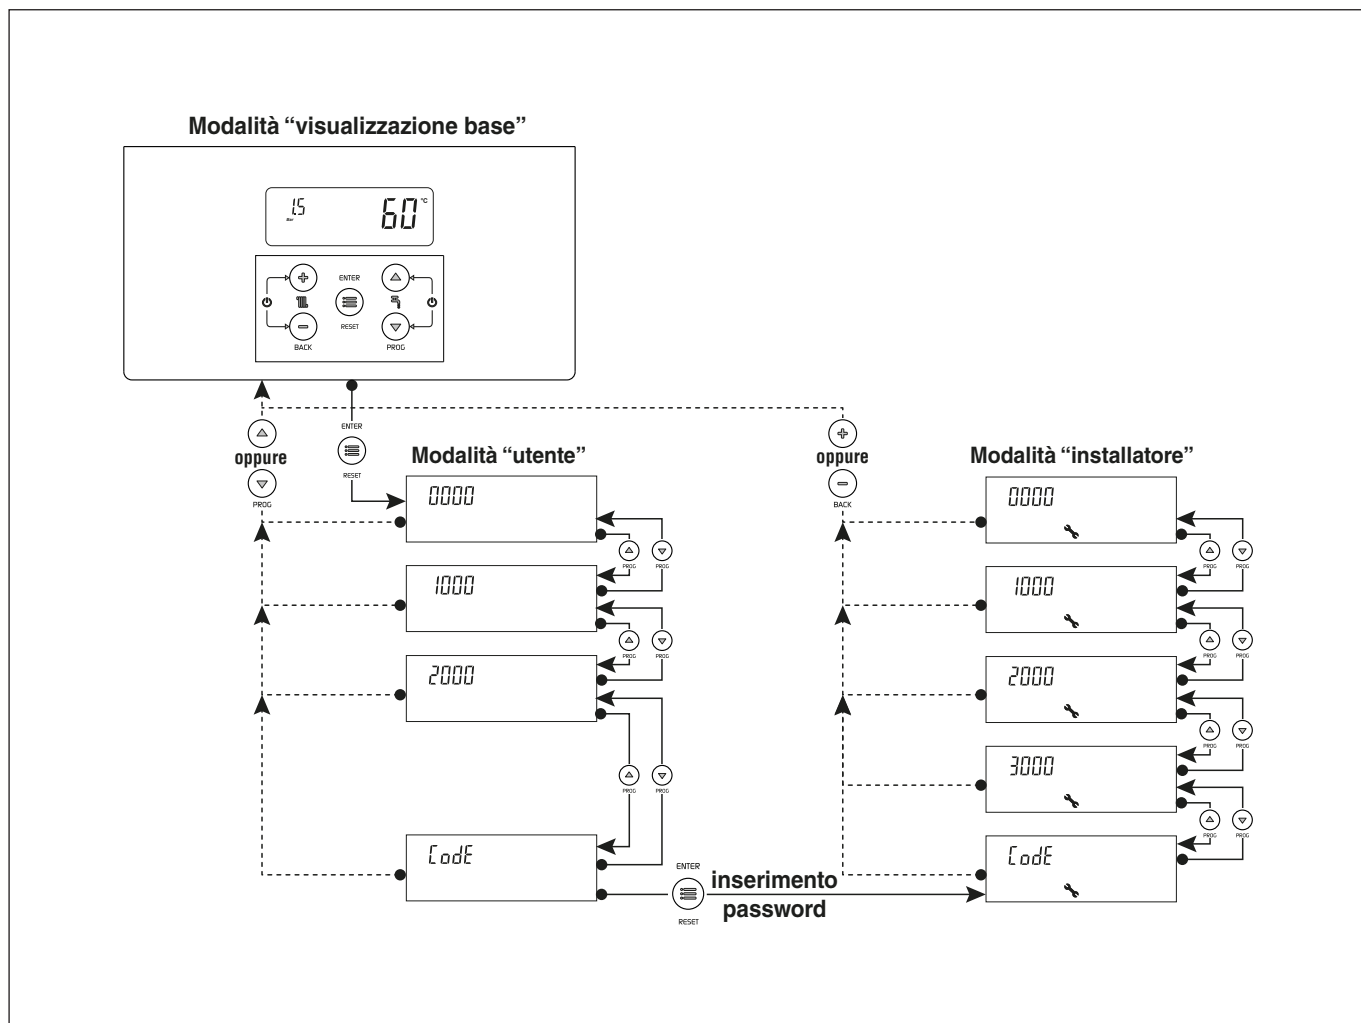 Modalità “visualizzazione base”
1.5
Bar
60 °C
ENTER
RESET
BACK
PROG
ENTER
RESET
oppure
PROG
oppure
BACK
Modalità “utente”
0000
PROG PROG
1000
PROG PROG
2000
PROG PROG
CodE
Modalità “installatore”
0000
PROG PROG
1000
PROG PROG
2000
PROG PROG
3000
PROG PROG
CodE
ENTER
RESET
inserimento
password